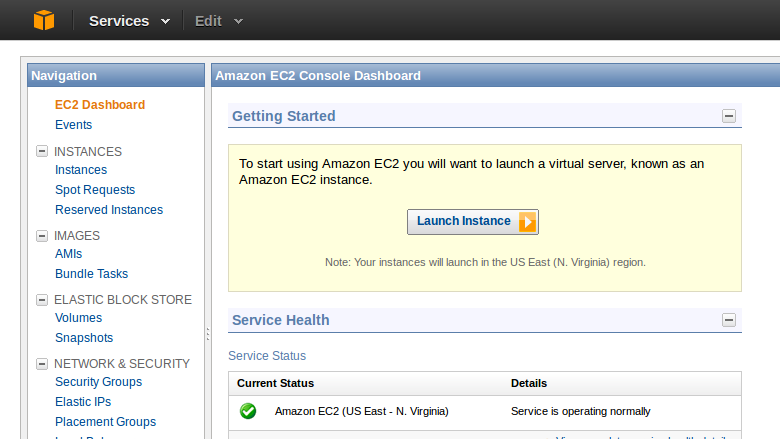 Services Edit
Navigation
EC2 Dashboard
Events
INSTANCES
Instances
Spot Requests
Reserved Instances
IMAGES
AMIs
Bundle Tasks
ELASTIC BLOCK STORE
Volumes
Snapshots
NETWORK & SECURITY
Security Groups
Elastic IPs
Placement Groups
Amazon EC2 Console Dashboard
Getting Started
To start using Amazon EC2 you will want to launch a virtual server, known as an
Amazon EC2 instance.
Launch Instance
Note: Your instances will launch in the US East (N. Virginia) region.
Service Health
Service Status
Current Status Details
Amazon EC2 (US East - N. Virginia) Service is operating normally